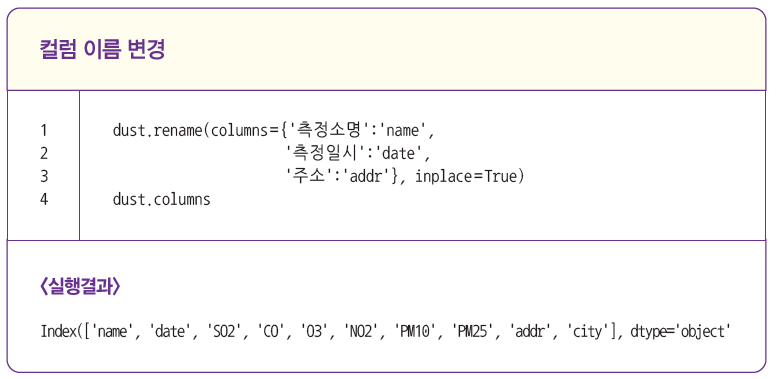 컬럼 이름 변경
1 dust.rename(columns={'측정소명':'name',
2 '측정일시':'date',
3 '주소':'addr'}, inplace=True)
4 dust.columns
<실행결과>
Index(['name', 'date', 'SO2', 'CO', 'O3', 'NO2', 'PM10', 'PM25', 'addr', 'city'], dtype='object'